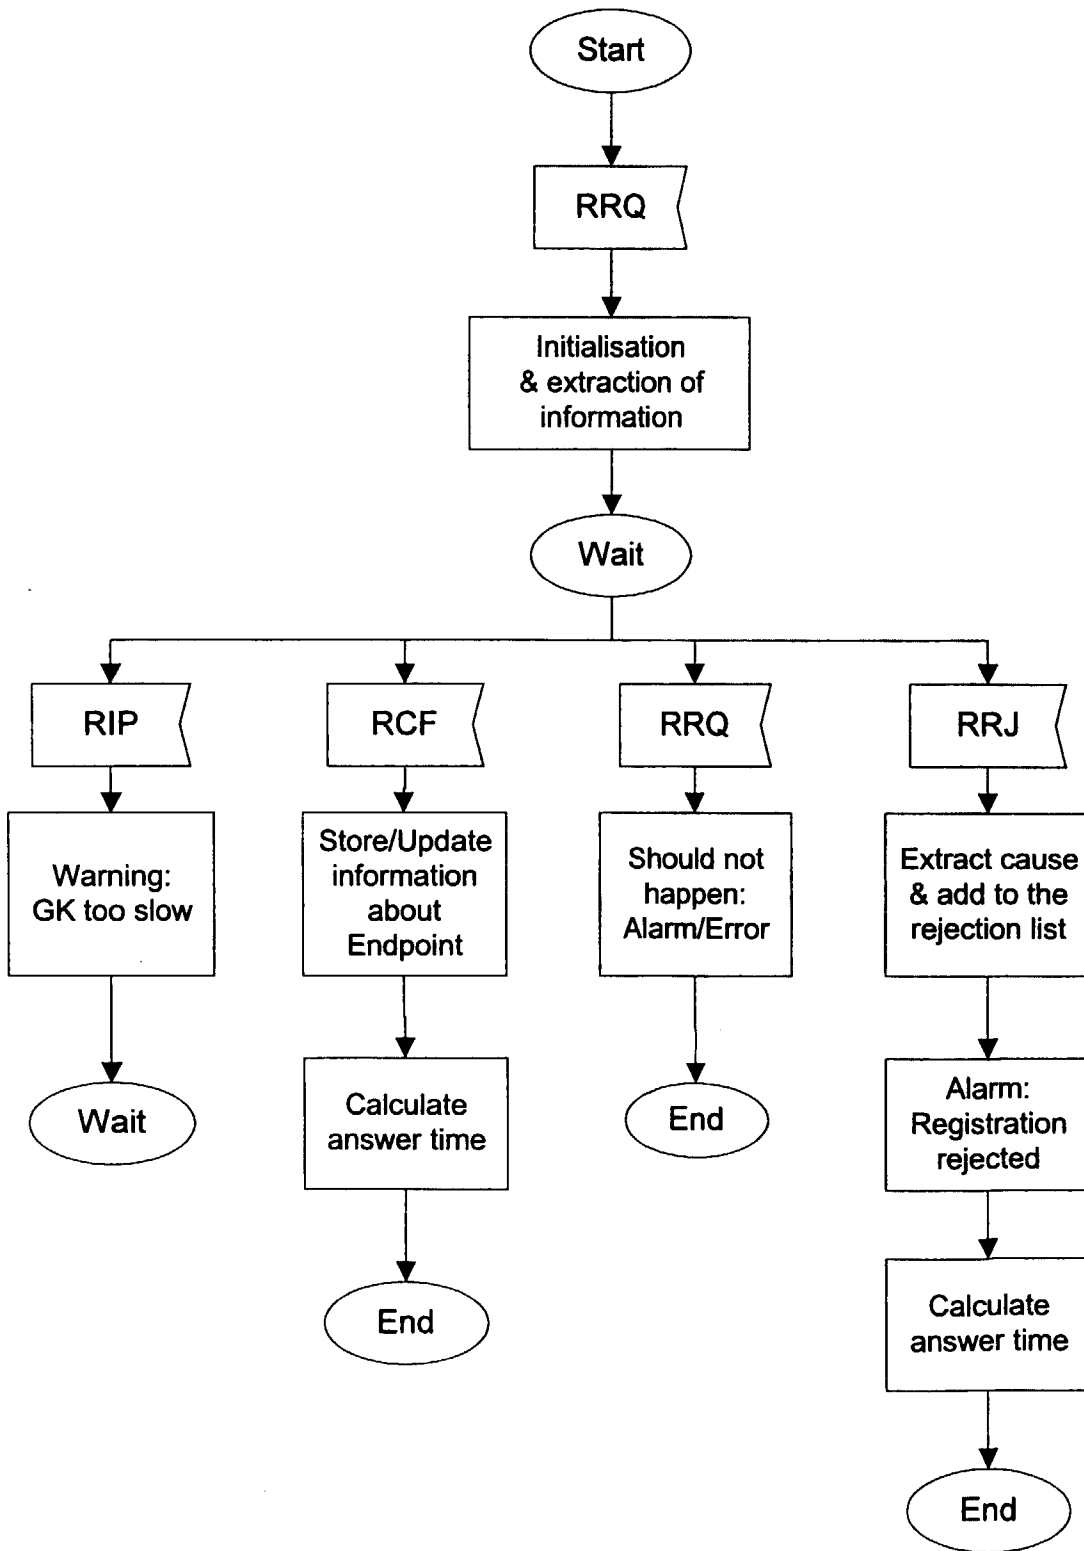 Start
RRQ
Initialisation
& extraction of
information
Wait
RIP
RCF
RRQ
RRJ
Warning:
GK too slow
Store/Update
information
about
Endpoint
Should not
happen:
Alarm/Error
Extract cause
& add to the
rejection list
Wait
Calculate
answer time
End
Alarm:
Registration
rejected
End
Calculate
answer time
End